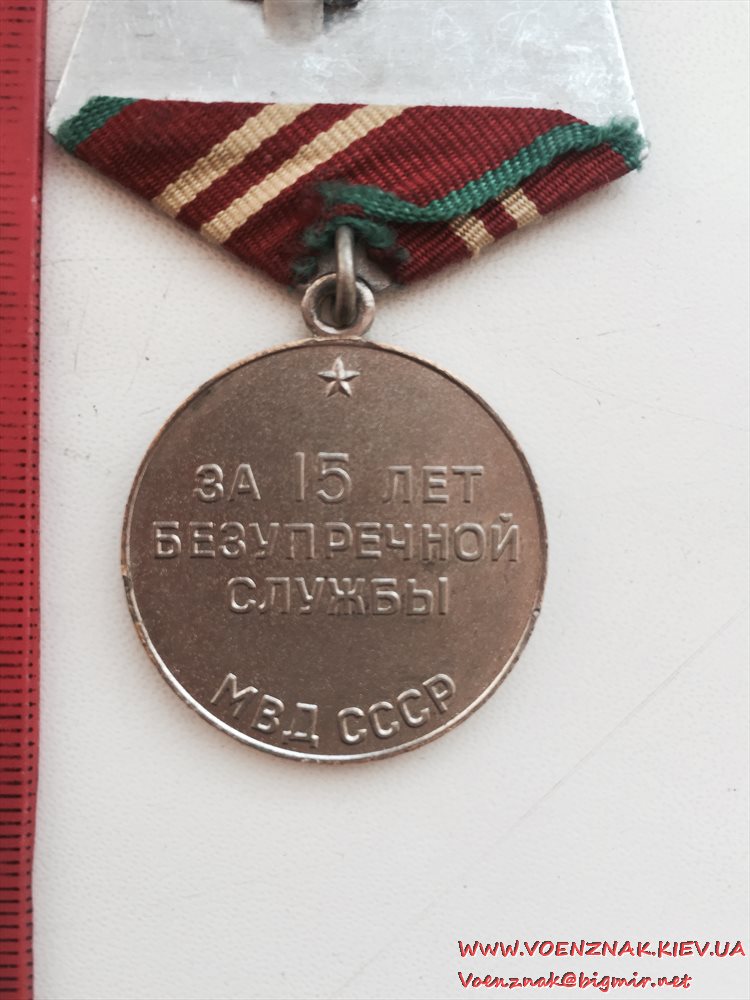 ЗА 15 ЛЕТ
БЕЗУПРЕЧНОЙ
СЛУЖБЫ
МВД СССР
WWW.VOENZNAK.KIEV.UA
Voenznak@bigmir.net